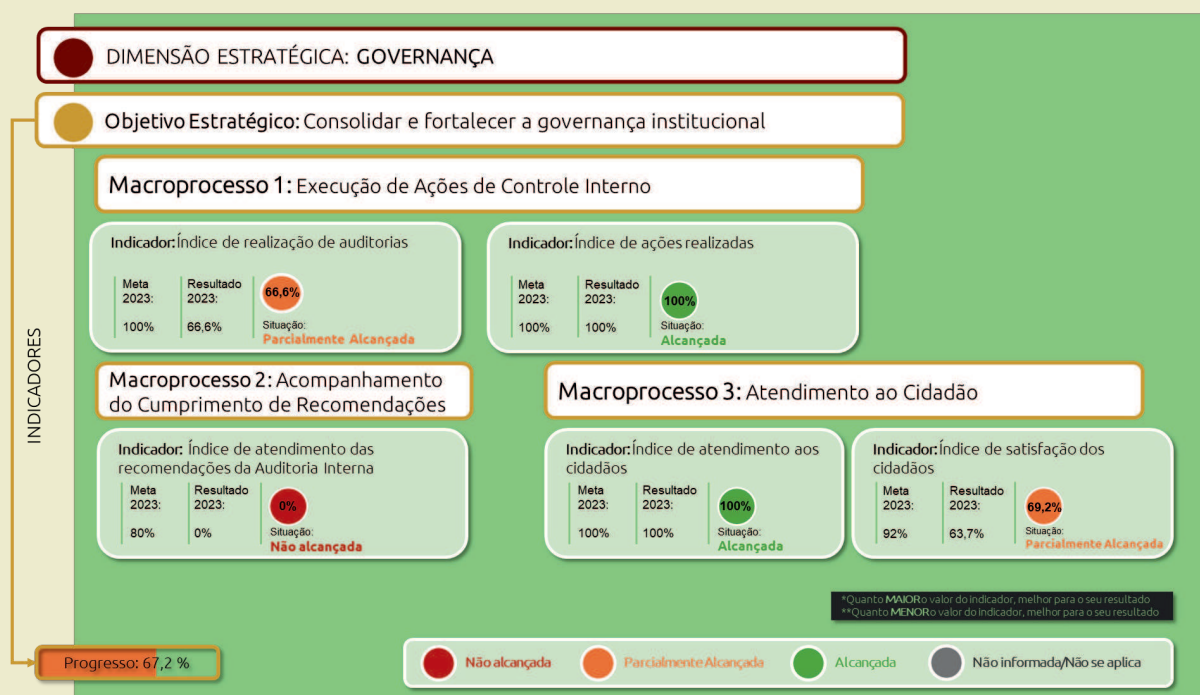 DIMENSÃO ESTRATÉGICA: GOVERNANÇA
Objetivo Estratégico: Consolidar e fortalecer a governança institucional
Macroprocesso 1: Execução de Ações de Controle Interno
Indicador: Índice de realização de auditorias
Meta
2023:
100%
Resultado
2023:
66,6%
66,6%
Situação:
Parcialmente Alcançada
Indicador: Índice de ações realizadas
Meta
2023:
100%
Resultado
2023:
100%
100%
Situação:
Alcançada
Macroprocesso 2: Acompanhamento
do Cumprimento de Recomendações
Indicador: Índice de atendimento das
recomendações da Auditoria Interna
Meta
2023:
80%
Resultado
2023:
0%
0%
Situação:
Não alcançada
Macroprocesso 3: Atendimento ao Cidadão
Indicador: Índice de atendimento aos
cidadãos
Meta
2023:
100%
Resultado
2023:
100%
100%
Situação:
Alcançada
Indicador: Índice de satisfação dos
cidadãos
Meta
2023:
92%
Resultado
2023:
63,7%
69,2%
Situação:
Parcialmente Alcançada
INDICADORES
*Quanto MAIOR o valor do indicador, melhor para o seu resultado
**Quanto MENOR o valor do indicador, melhor para o seu resultado
Progresso: 67,2 %
Não alcançada
Parcialmente Alcançada
Alcançada
Não informada/Não se aplica